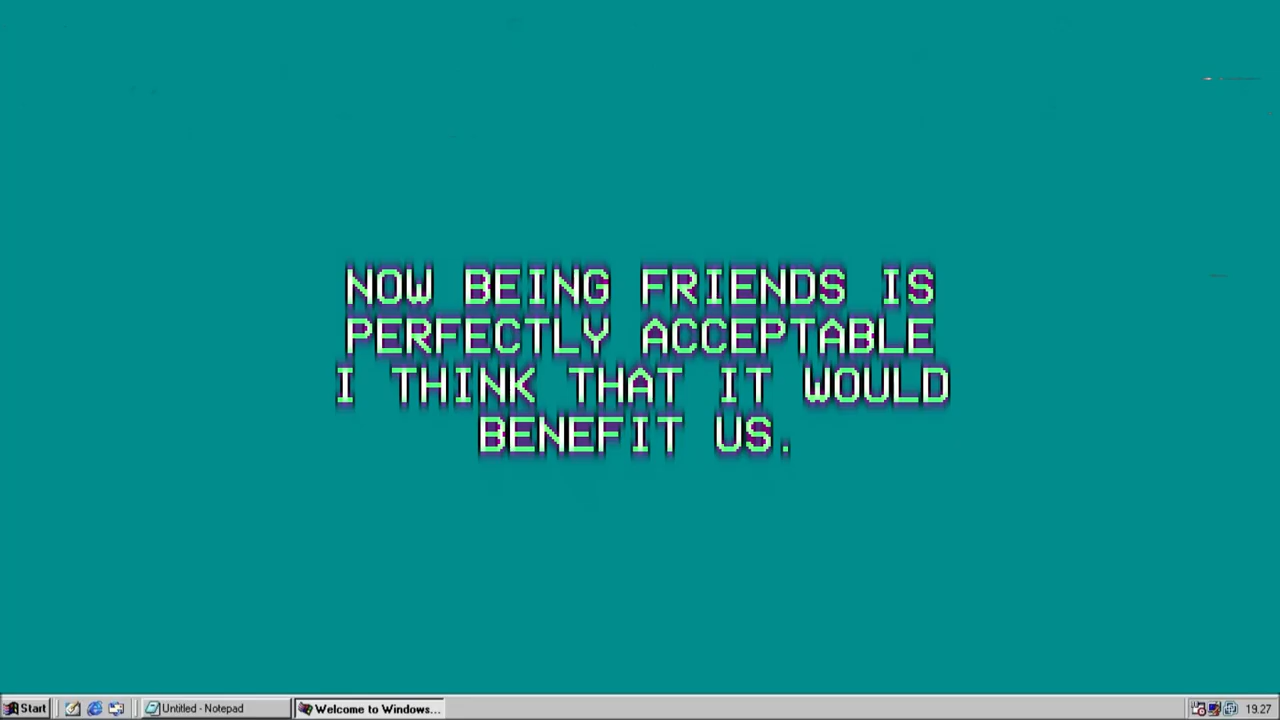 NOW BEING FRIENDS IS
PERFECTLY ACCEPTABLE
I THINK THAT IT WOULD
BENEFIT US.
Start Untitled - Notepad Welcome to Windows... 19.27